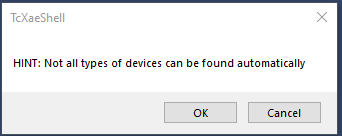 TcXaeShell
HINT: Not all types of devices can be found automatically
OK
Cancel